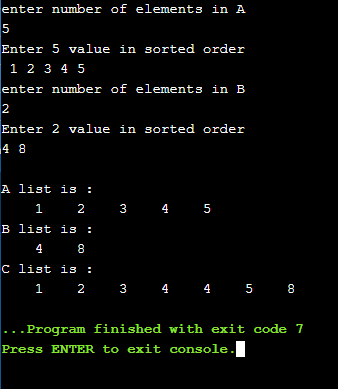 enter number of elements in A
5
Enter 5 value in sorted order
1 2 3 4 5
enter number of elements in B
2
Enter 2 value in sorted order
4 8
A list is :
1 2 3 4 5
B list is :
4 8
C list is :
1 2 3 4 4 5 8
...Program finished with exit code 7
Press ENTER to exit console.